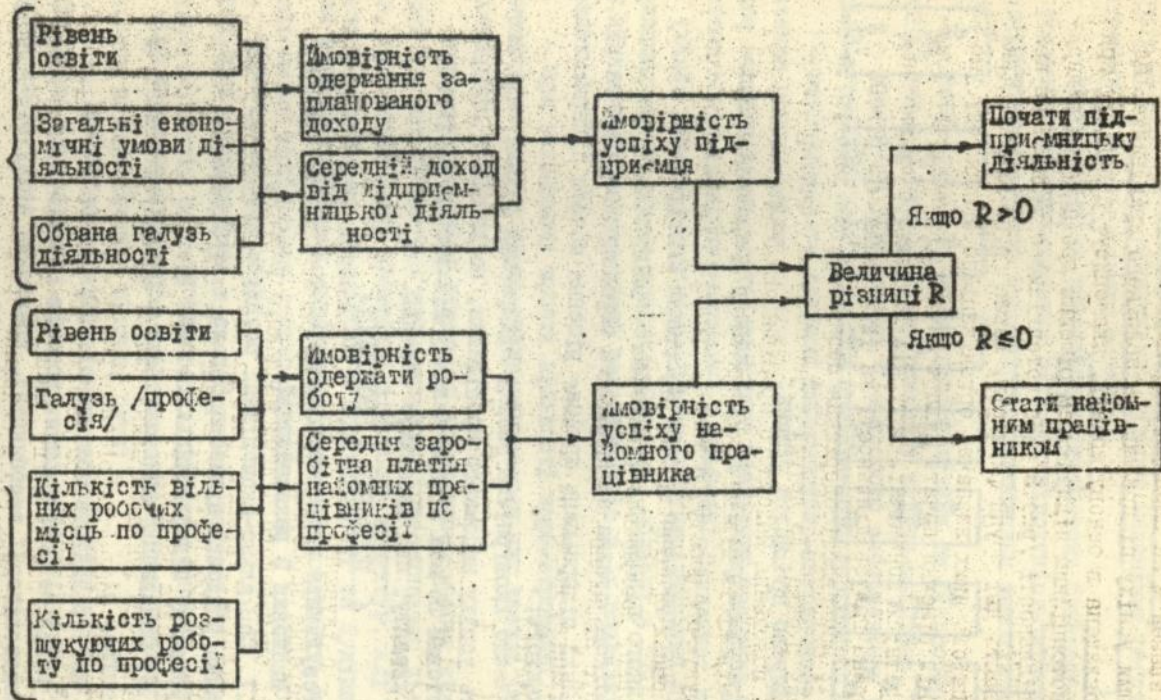 Рівень
освіти
Загальні еконо-
мічні умови ді-
яльності
Обрана галузь
діяльності
Ймовірність
одержання за-
планованого
доходу
Середній доход
від підприєм-
ницької діяль-
ності
Ймовірність
успіху під-
приємця
Почати під-
приємницьку
діяльність
Якщо R>0
Величина
різниці R
Якщо R≤0
Рівень освіти
Галузь /профе-
сія/
Кількість віль-
них робочих
місць по профе-
сії
Кількість роз-
шукуючих робо-
ту по професії
Ймовірність
одержати ро-
боту
Середня заро-
бітна платня
найомних пра-
цівників по
професії
Ймовірність
успіху на-
йомного пра-
цівника
Стати найом-
ним праців-
ником